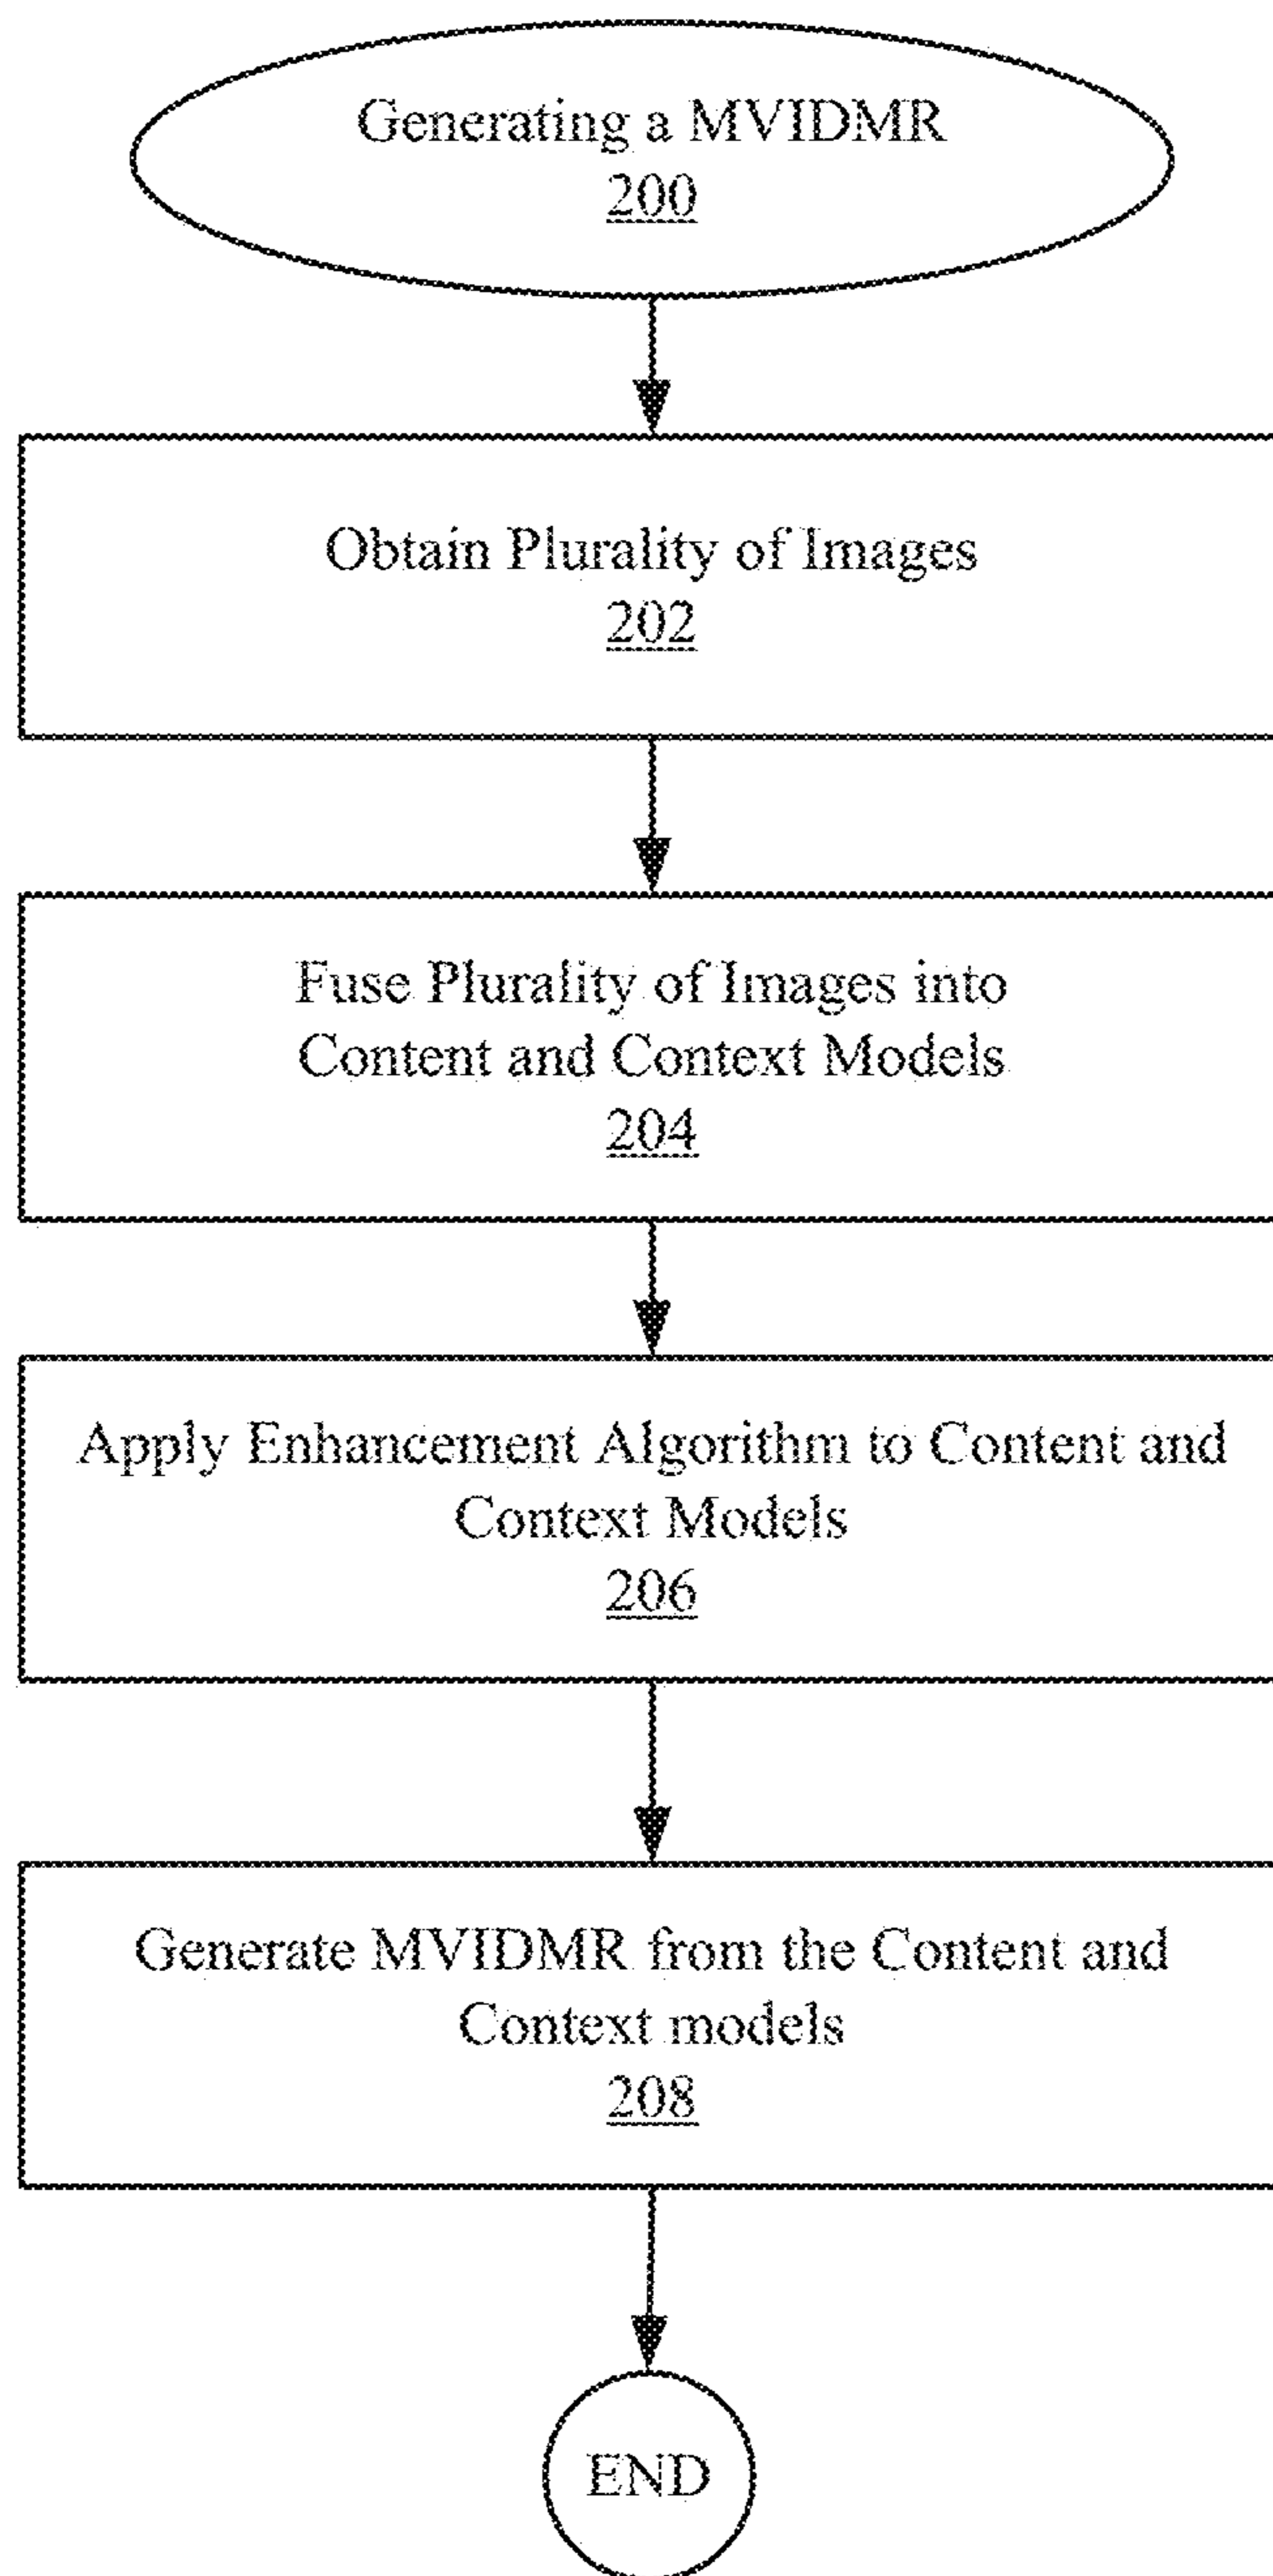 Generating a MVIDMR
200
Obtain Plurality of Images
202
Fuse Plurality of Images into
Content and Context Models
204
Apply Enhancement Algorithm to Content and
Context Models
206
Generate MVIDMR from the Content and
Context models
208
END